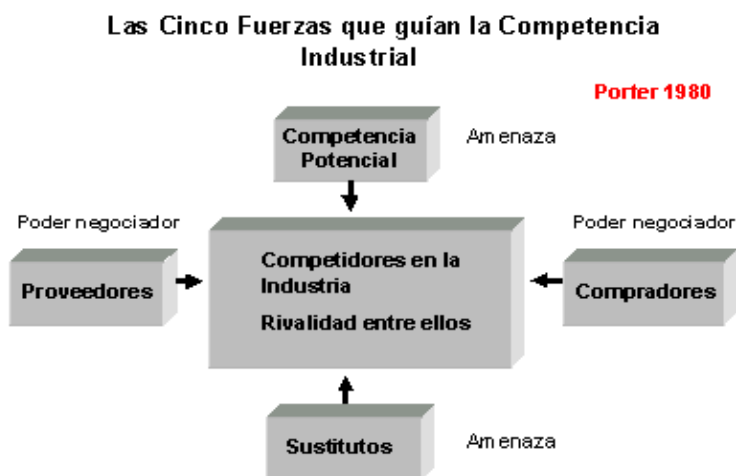 Las Cinco Fuerzas que guían la Competencia
Industrial
Porter 1980
Competencia
Potencial
Amenaza
Poder negociador
Poder negociador
Proveedores
Competidores en la
Industria
Rivalidad entre ellos
Compradores
Sustitutos
Amenaza